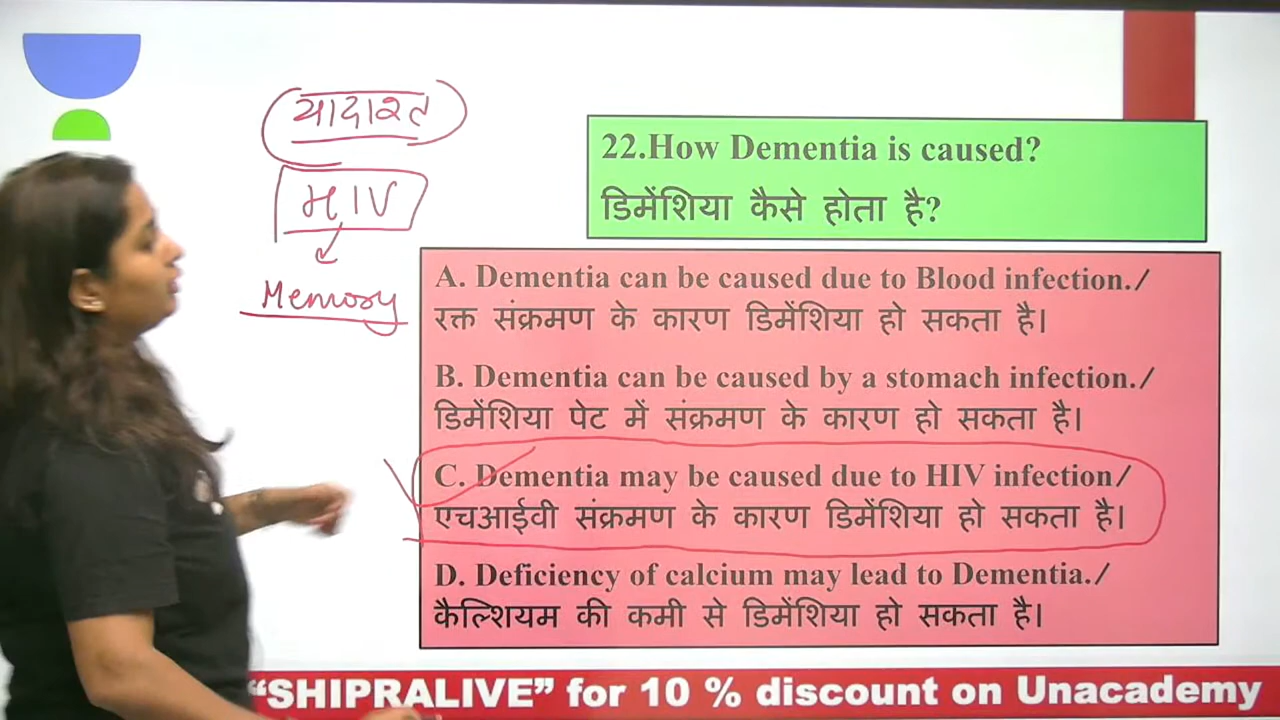 यादाश्त
HIV
Memory
22.How Dementia is caused?
डिमेंशिया कैसे होता है?
A. Dementia can be caused due to Blood infection./
रक्त संक्रमण के कारण डिमेंशिया हो सकता है।
B. Dementia can be caused by a stomach infection./
डिमेंशिया पेट में संक्रमण के कारण हो सकता है।
C. Dementia may be caused due to HIV infection/
एचआईवी संक्रमण के कारण डिमेंशिया हो सकता है।
D. Deficiency of calcium may lead to Dementia./
कैल्शियम की कमी से डिमेंशिया हो सकता है।
“SHIPRALIVE” for 10 % discount on Unacademy